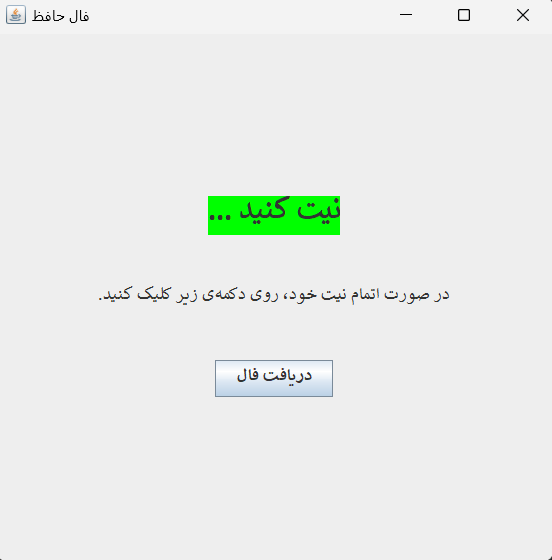 فال حافظ
نیت کنید ...
در صورت اتمام نیت خود، روی دکمه‌ی زیر کلیک کنید.
دریافت فال